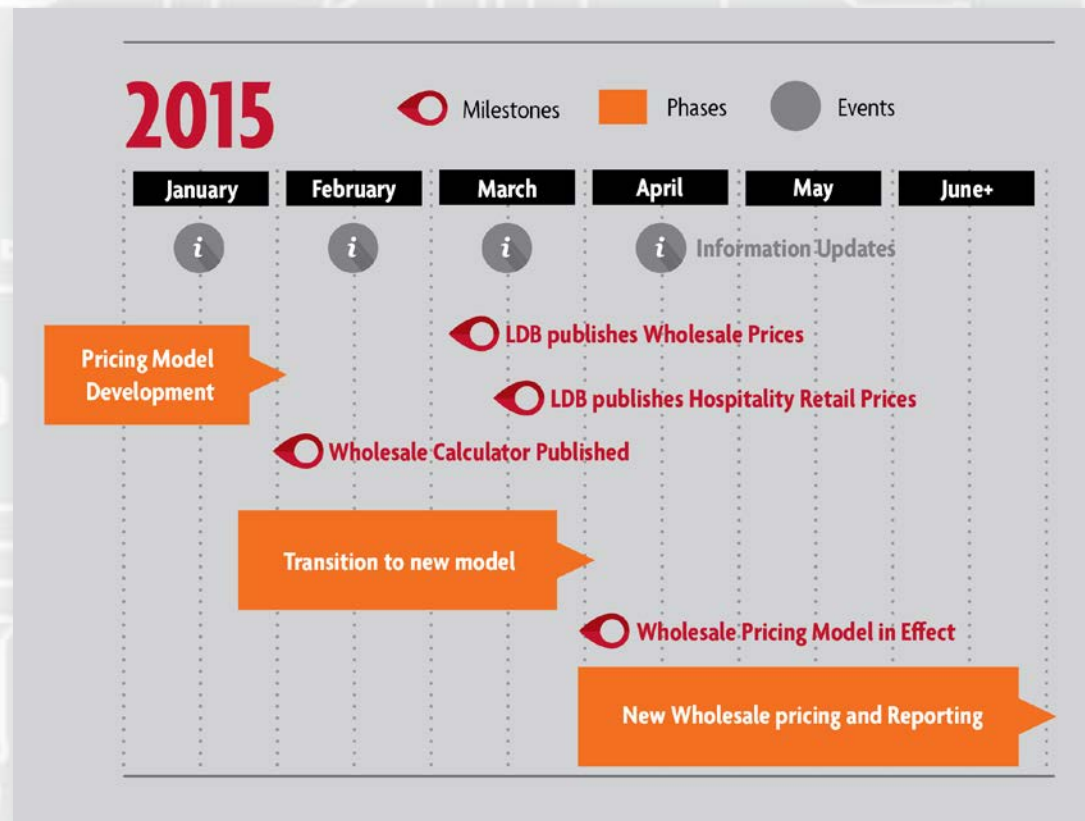 2015
Milestones
Phases
Events
January
February
March
April
May
June+
i
i
i
i
Information Updates
LDB publishes Wholesale Prices
Pricing Model
Development
LDB publishes Hospitality Retail Prices
Wholesale Calculator Published
Transition to new model
Wholesale Pricing Model in Effect
New Wholesale pricing and Reporting